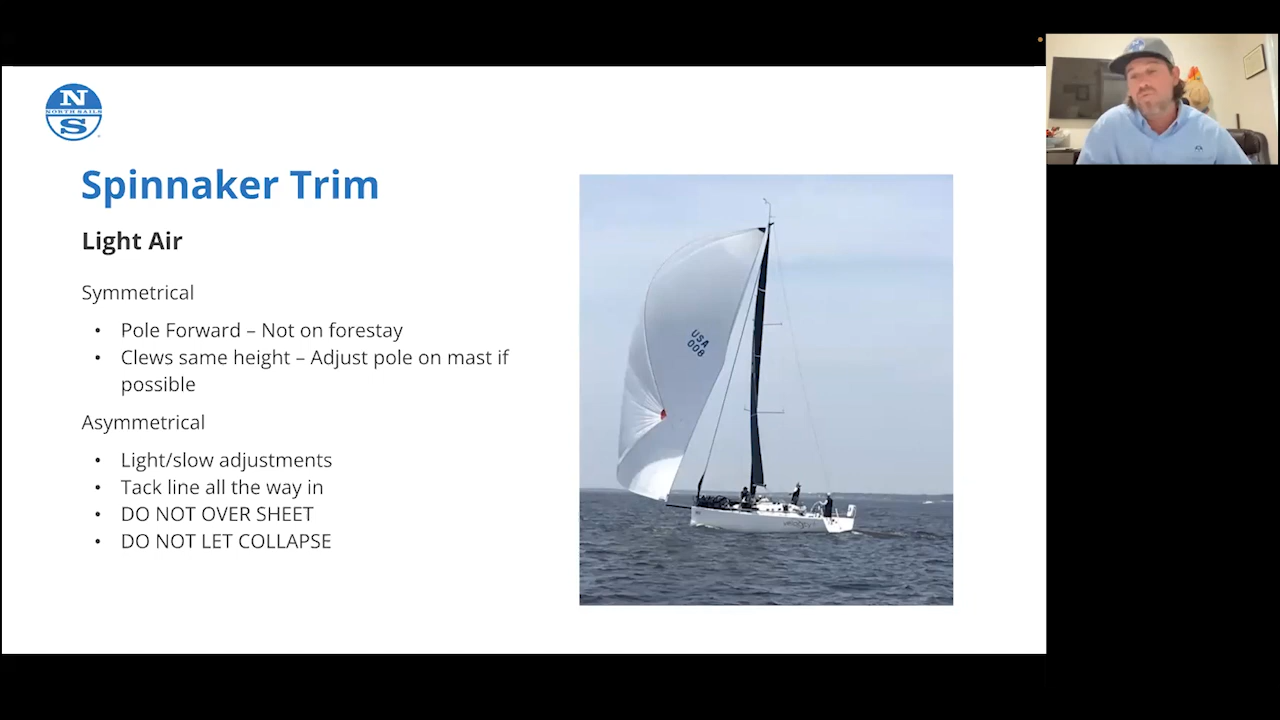 N
NORTH SAILS
S
Spinnaker Trim
Light Air
Symmetrical
• Pole Forward – Not on forestay
• Clews same height – Adjust pole on mast if
possible
Asymmetrical
• Light/slow adjustments
• Tack line all the way in
• DO NOT OVER SHEET
• DO NOT LET COLLAPSE
USA
008